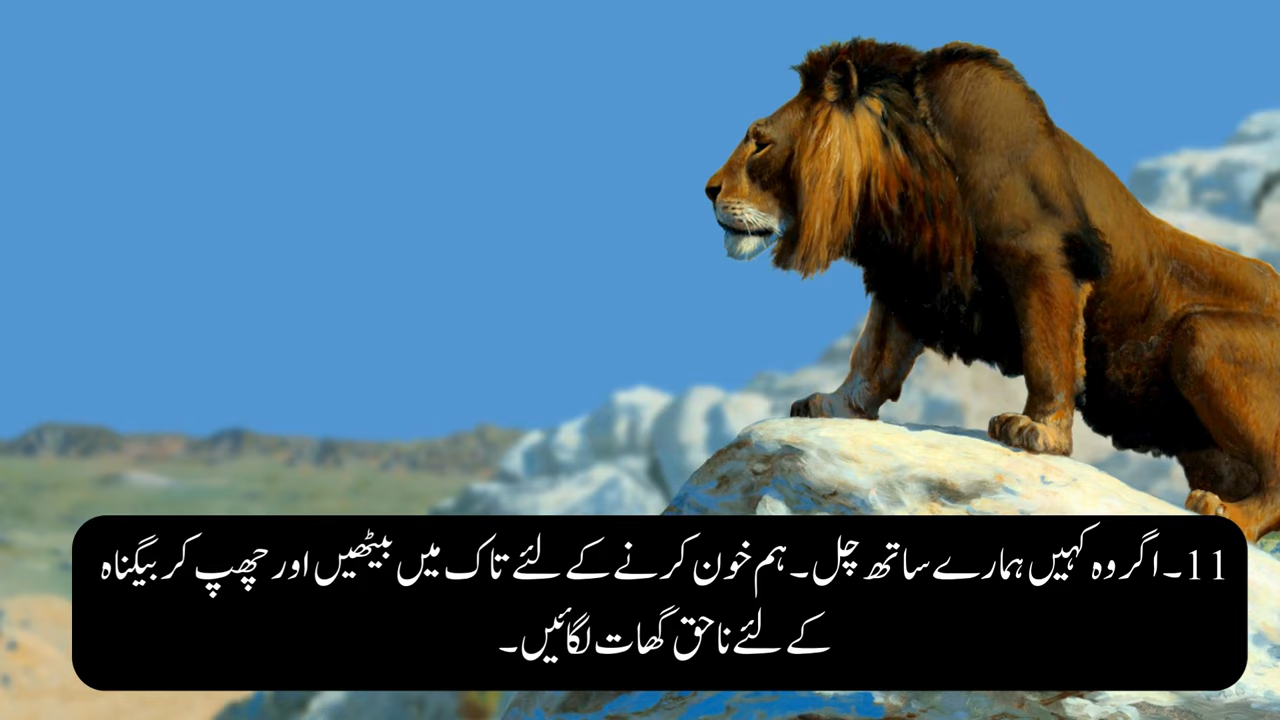 11۔اگر وہ کہیں ہمارے ساتھ چل۔ہم خون کرنے کے لئے تاک میں بیٹھیں اور چھپ کر بیگناہ
کے لئے ناحق گھات لگائیں۔